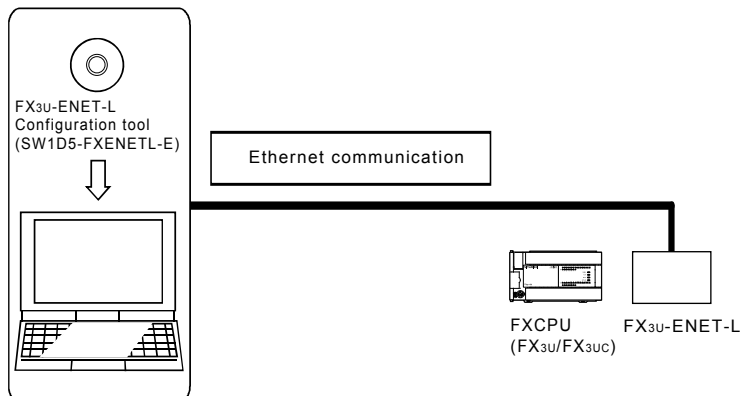 FX3U-ENET-L
Configuration tool
(SW1D5-FXENETL-E)
Ethernet communication
FXCPU
(FX3U/FX3UC)
FX3U-ENET-L